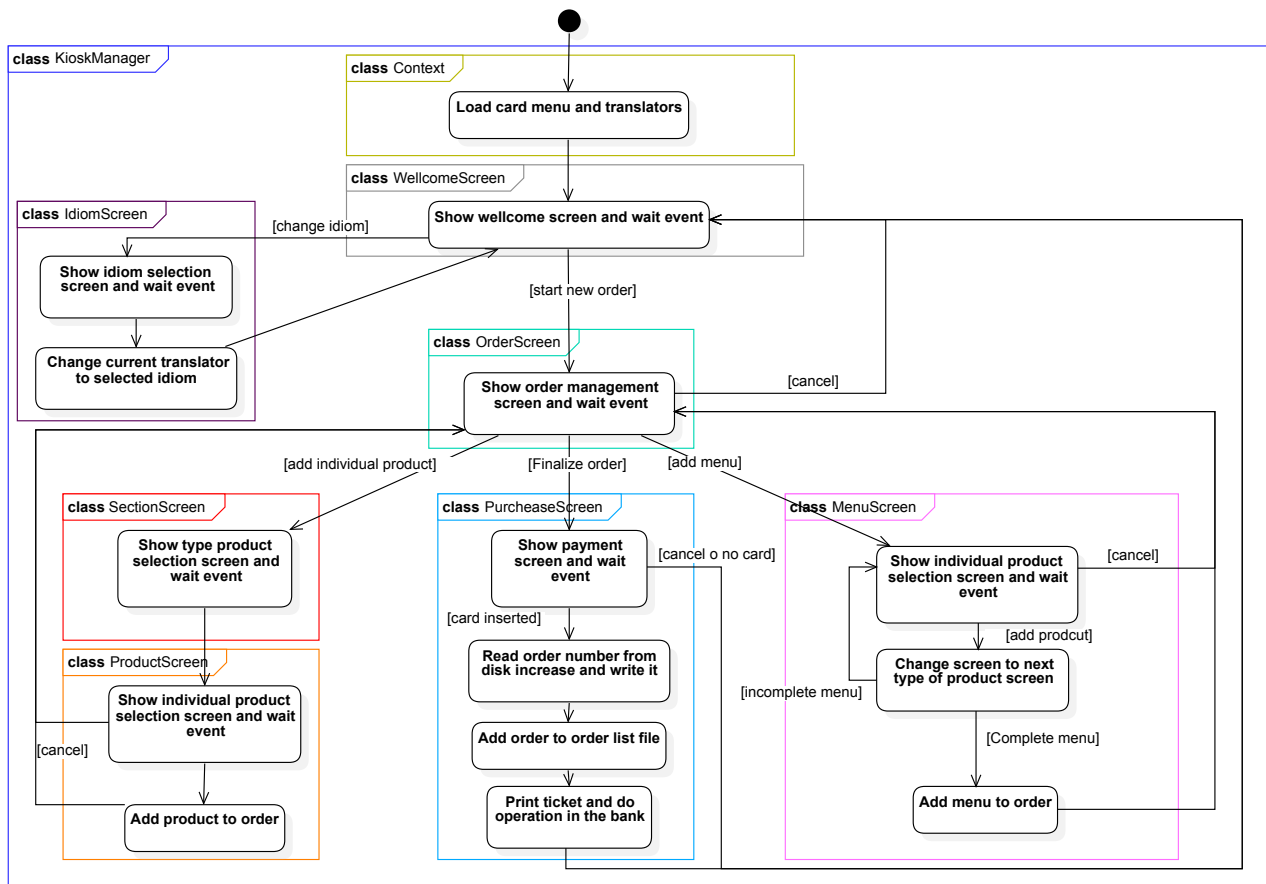 class KioskManager
class Context
Load card menu and translators
class WellcomeScreen
Show wellcome screen and wait event
class IdiomScreen
[change idiom]
Show idiom selection
screen and wait event
Change current translator
to selected idiom
[start new order]
class OrderScreen
Show order management
screen and wait event
[cancel]
[add individual product]
[Finalize order]
[add menu]
class SectionScreen
Show type product
selection screen and
wait event
class ProductScreen
Show individual product
selection screen and wait
event
[cancel]
Add product to order
class PurcheaseScreen
Show payment
screen and wait
event
[cancel o no card]
[card inserted]
Read order number from
disk increase and write it
Add order to order list file
Print ticket and do
operation in the bank
class MenuScreen
Show individual product
selection screen and wait
event
[cancel]
[add prodcut]
Change screen to next
type of product screen
[incomplete menu]
[Complete menu]
Add menu to order